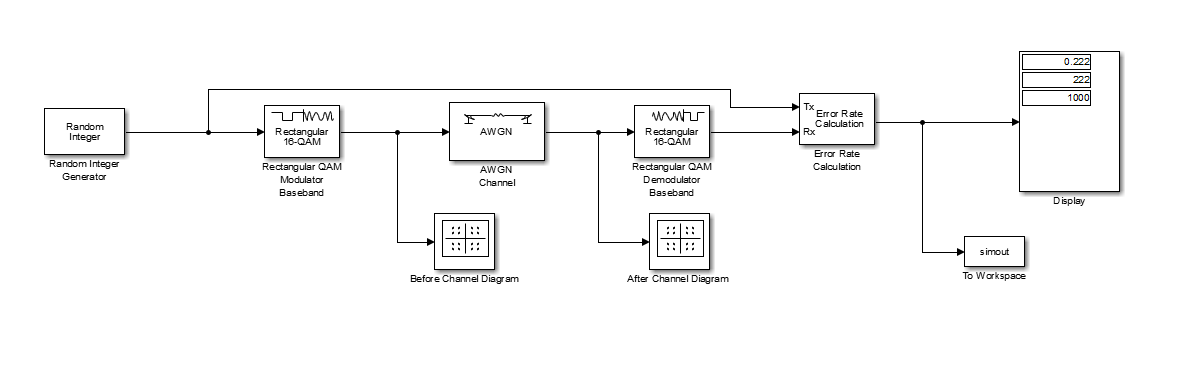 Random
Integer
Random Integer
Generator
Rectangular
16-QAM
Rectangular QAM
Modulator
Baseband
AWGN
AWGN
Channel
Rectangular
16-QAM
Rectangular QAM
Demodulator
Baseband
Tx
Error Rate
Calculation
Rx
Error Rate
Calculation
0.222
222
1000
Display
Before Channel Diagram
After Channel Diagram
simout
To Workspace